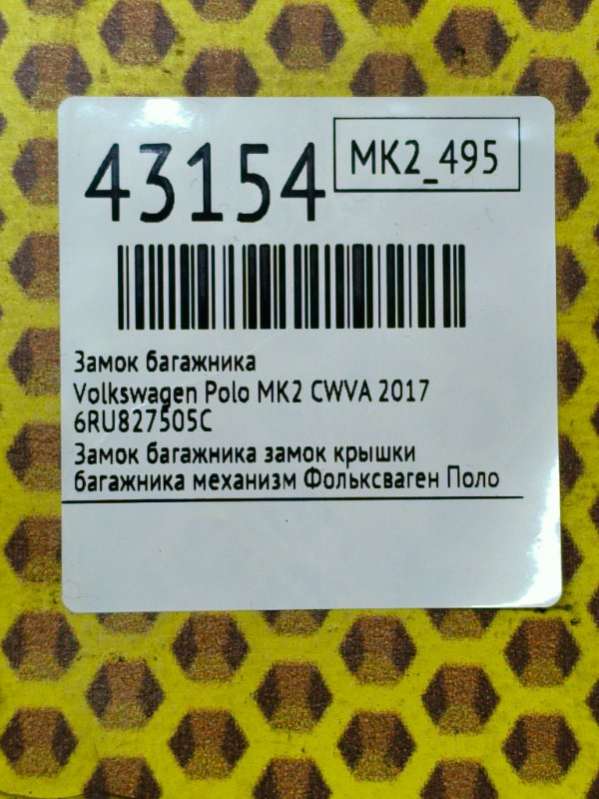 43154
MK2_495
Замок багажника
Volkswagen Polo MK2 CWVA 2017
6RU827505C
Замок багажника замок крышки
багажника механизм Фольксваген Поло